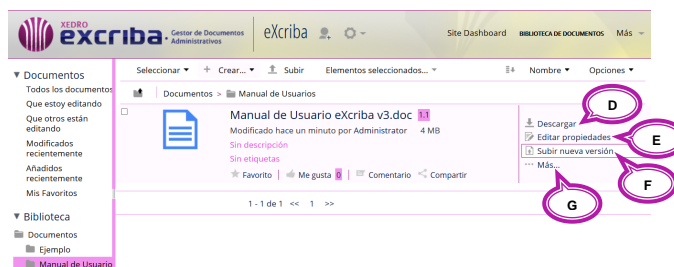 XEDRO
excriba.
Gestor de Documentos
Administrativos
eXcriba
Site Dashboard
BIBLIOTECA DE DOCUMENTOS
Más
Documentos
Todos los documentos
Que estoy editando
Que otros están
editando
Modificados
recientemente
Añadidos
recientemente
Mis Favoritos
Biblioteca
Documentos
Ejemplo
Manual de Usuario
Seleccionar
+ Crear...
Subir
Elementos seleccionados...
Nombre
Opciones
Documentos > Manual de Usuarios
Manual de Usuario eXcriba v3.doc 1.1
Modificado hace un minuto por Administrator 4 MB
Sin descripción
Sin etiquetas
Favorito | Me gusta 0 | Comentario Compartir
1 - 1 de 1 << 1 >>
Descargar
Editar propiedades
Subir nueva versión
Más...
D
E
F
G